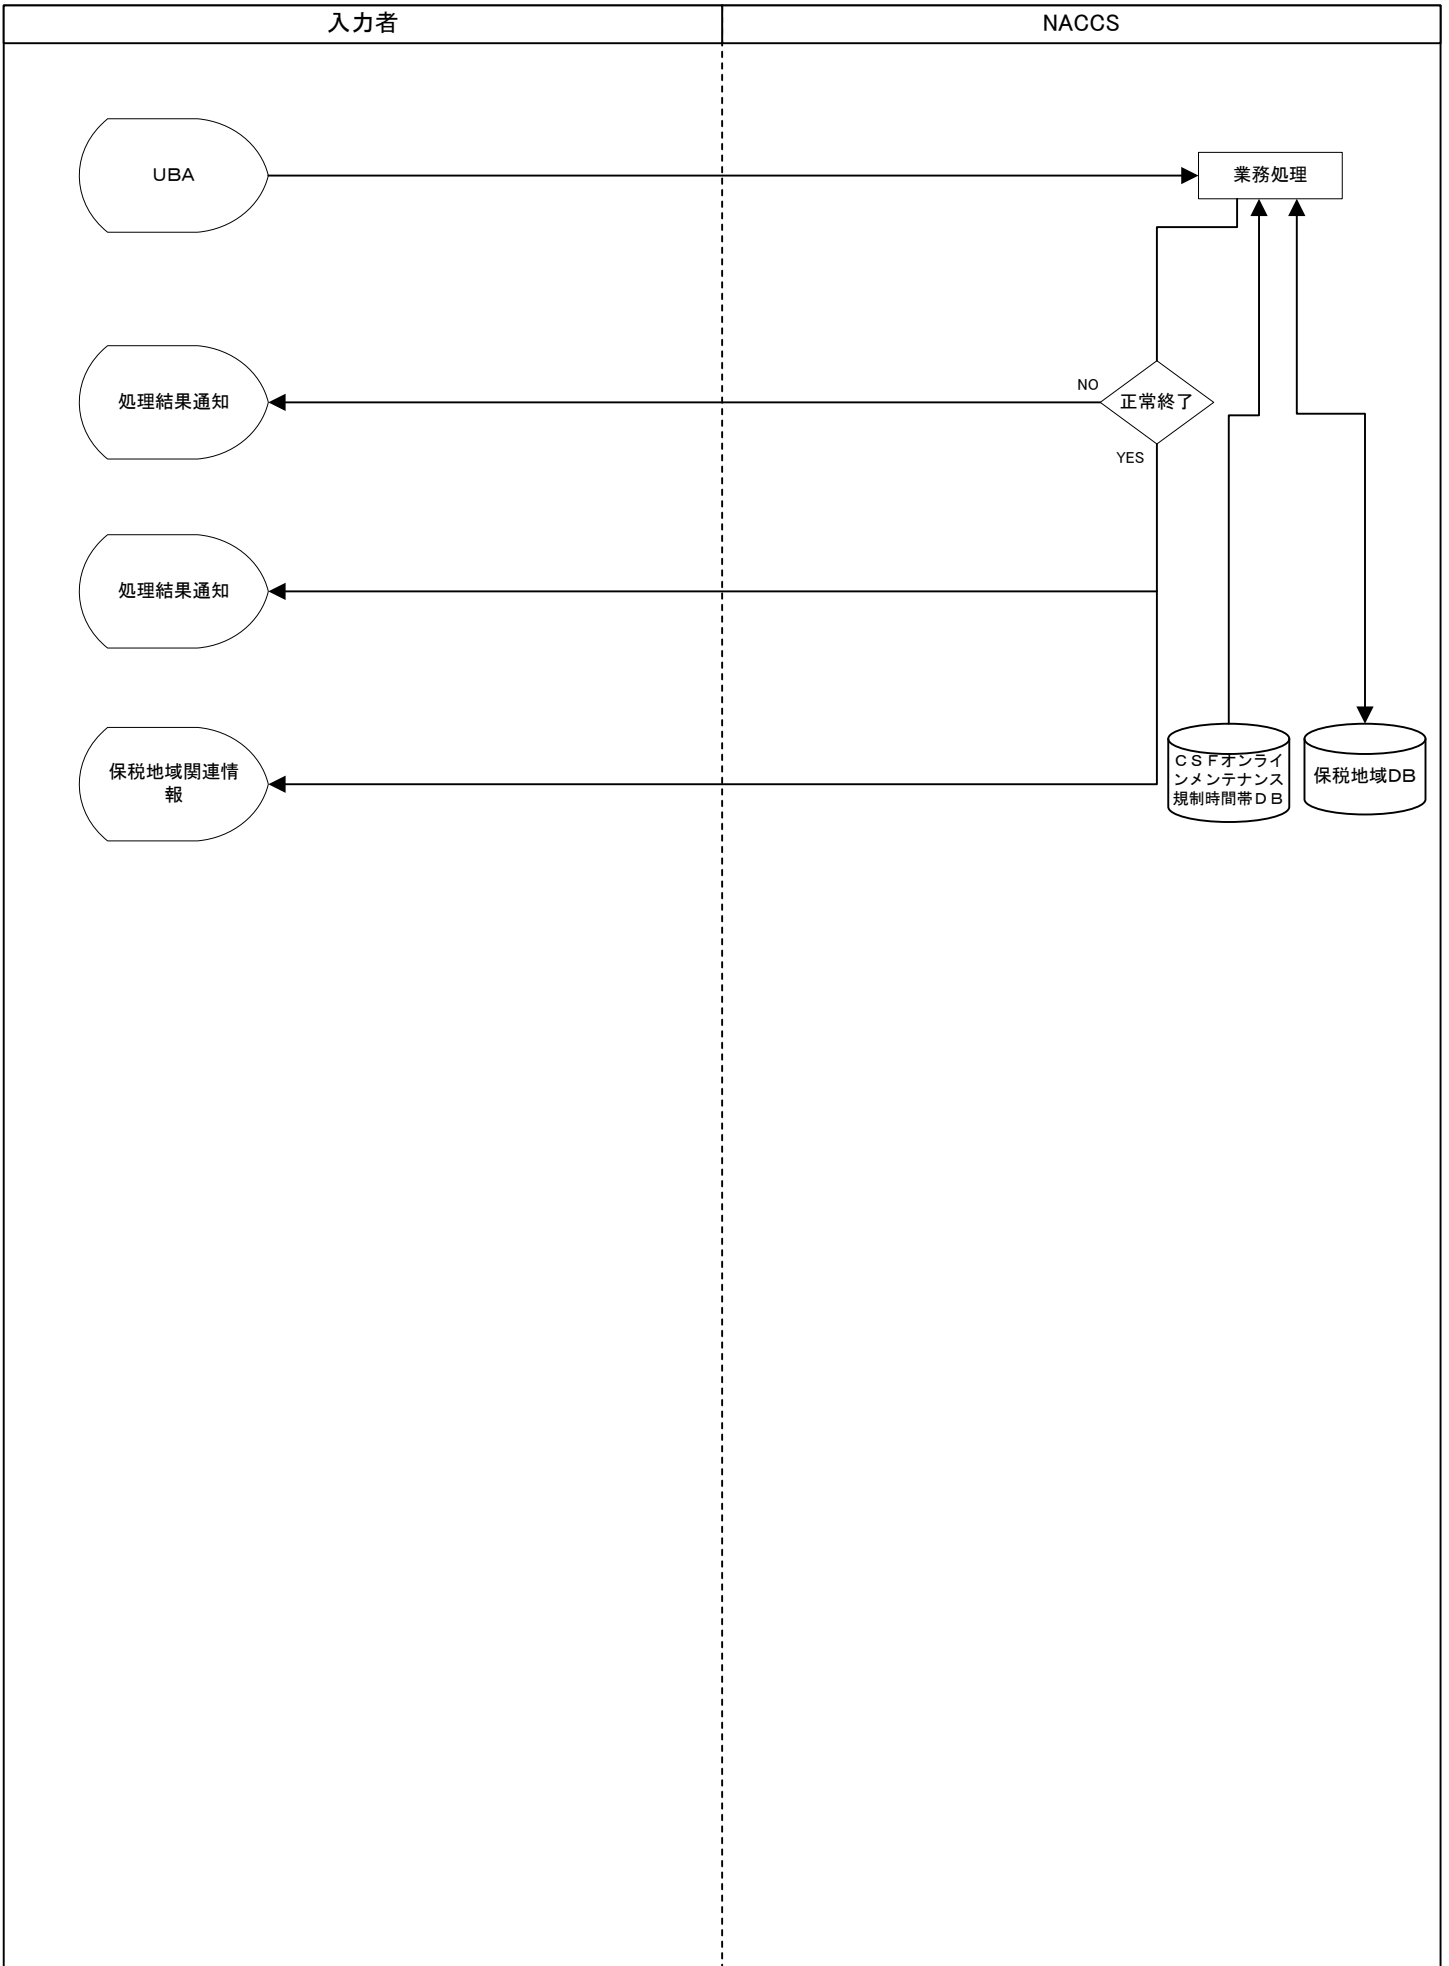 入力者
NACCS
UBA
業務処理
処理結果通知
NO
正常終了
YES
処理結果通知
保税地域関連情
報
ＣＳＦオンライ
ンメンテナンス
規制時間帯ＤＢ
保税地域DB